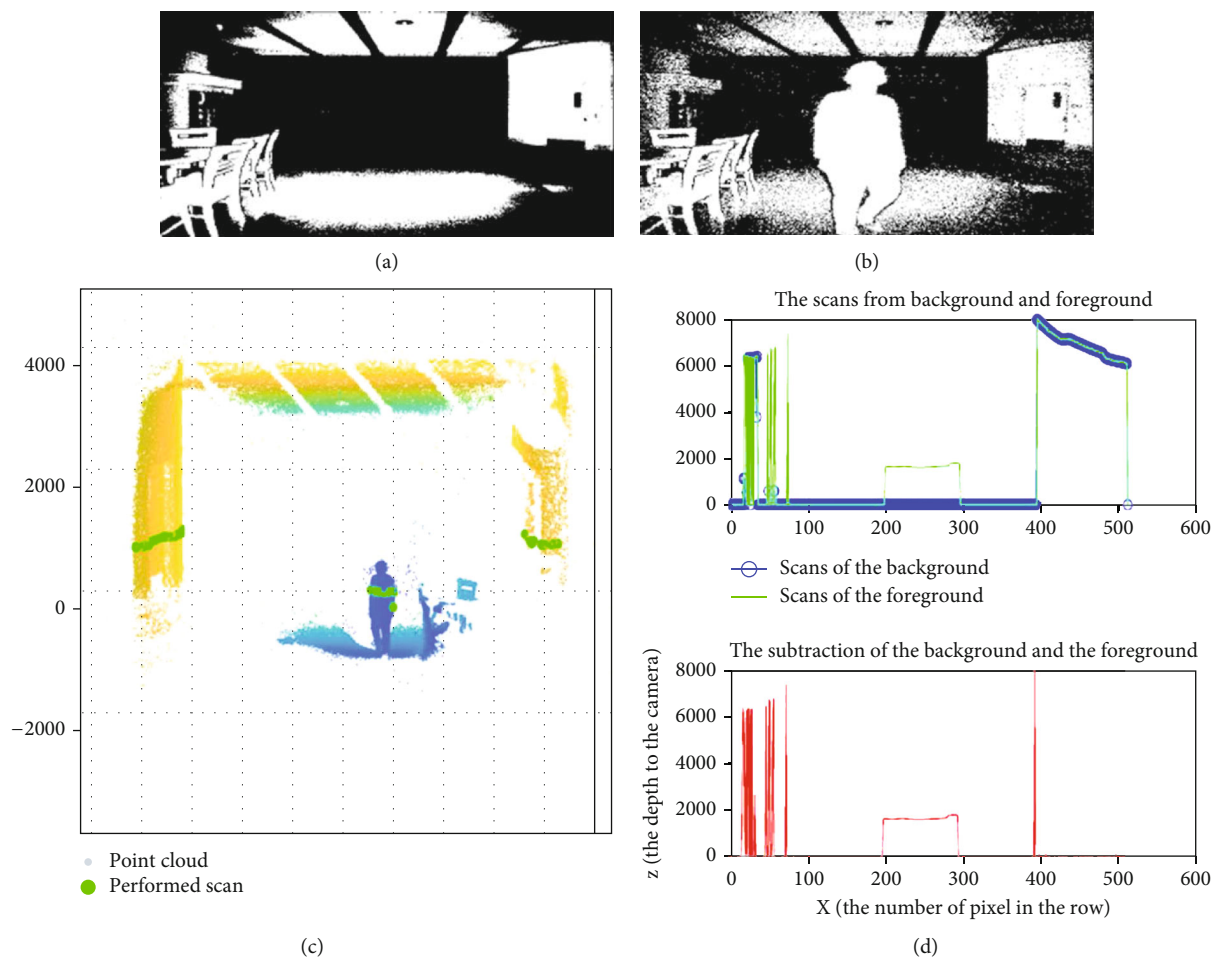 (a)
(b)
4000
2000
0
−2000
Point cloud
Performed scan
(c)
The scans from background and foreground
8000
6000
4000
2000
0
0 100 200 300 400 500 600
Scans of the background
Scans of the foreground
The subtraction of the background and the foreground
z (the depth to the camera)
8000
6000
4000
2000
0
0 100 200 300 400 500 600
X (the number of pixel in the row)
(d)